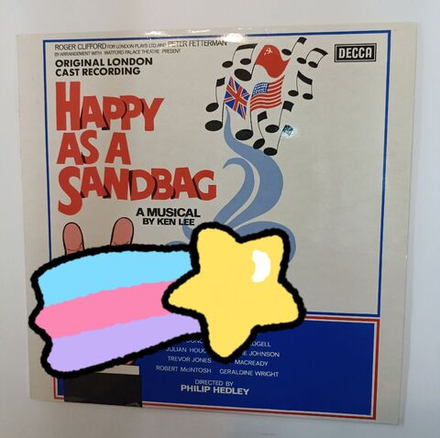 ROGER CLIFFORD FOR LONDON PLAYS LTD AND PETER FETTERMAN
BY ARRANGEMENT WITH WATFORD PALACE THEATRE PRESENT
ORIGINAL LONDON
CAST RECORDING
DECCA
HAPPY
AS A
SANDBAG
A MUSICAL
BY KEN LEE
JOHNSON
TREVOR JONES MACREADY
ROBERT McINTOSH GERALDINE WRIGHT
DIRECTED BY
PHILIP HEDLEY